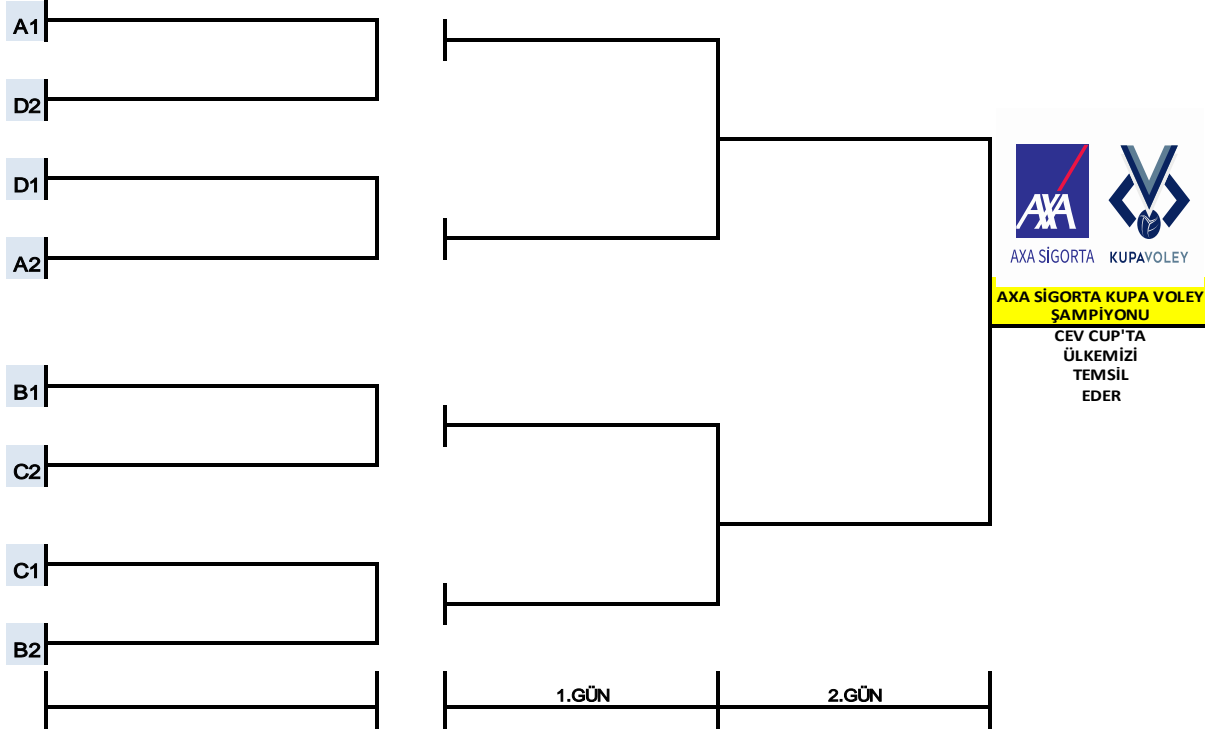 A1
D2
D1
A2
B1
C2
C1
B2
AXA
AXA SİGORTA KUPAVOLEY
AXA SİGORTA KUPA VOLEY
ŞAMPİYONU
CEV CUP'TA
ÜLKEMİZİ
TEMSİL
EDER
1.GÜN 2.GÜN